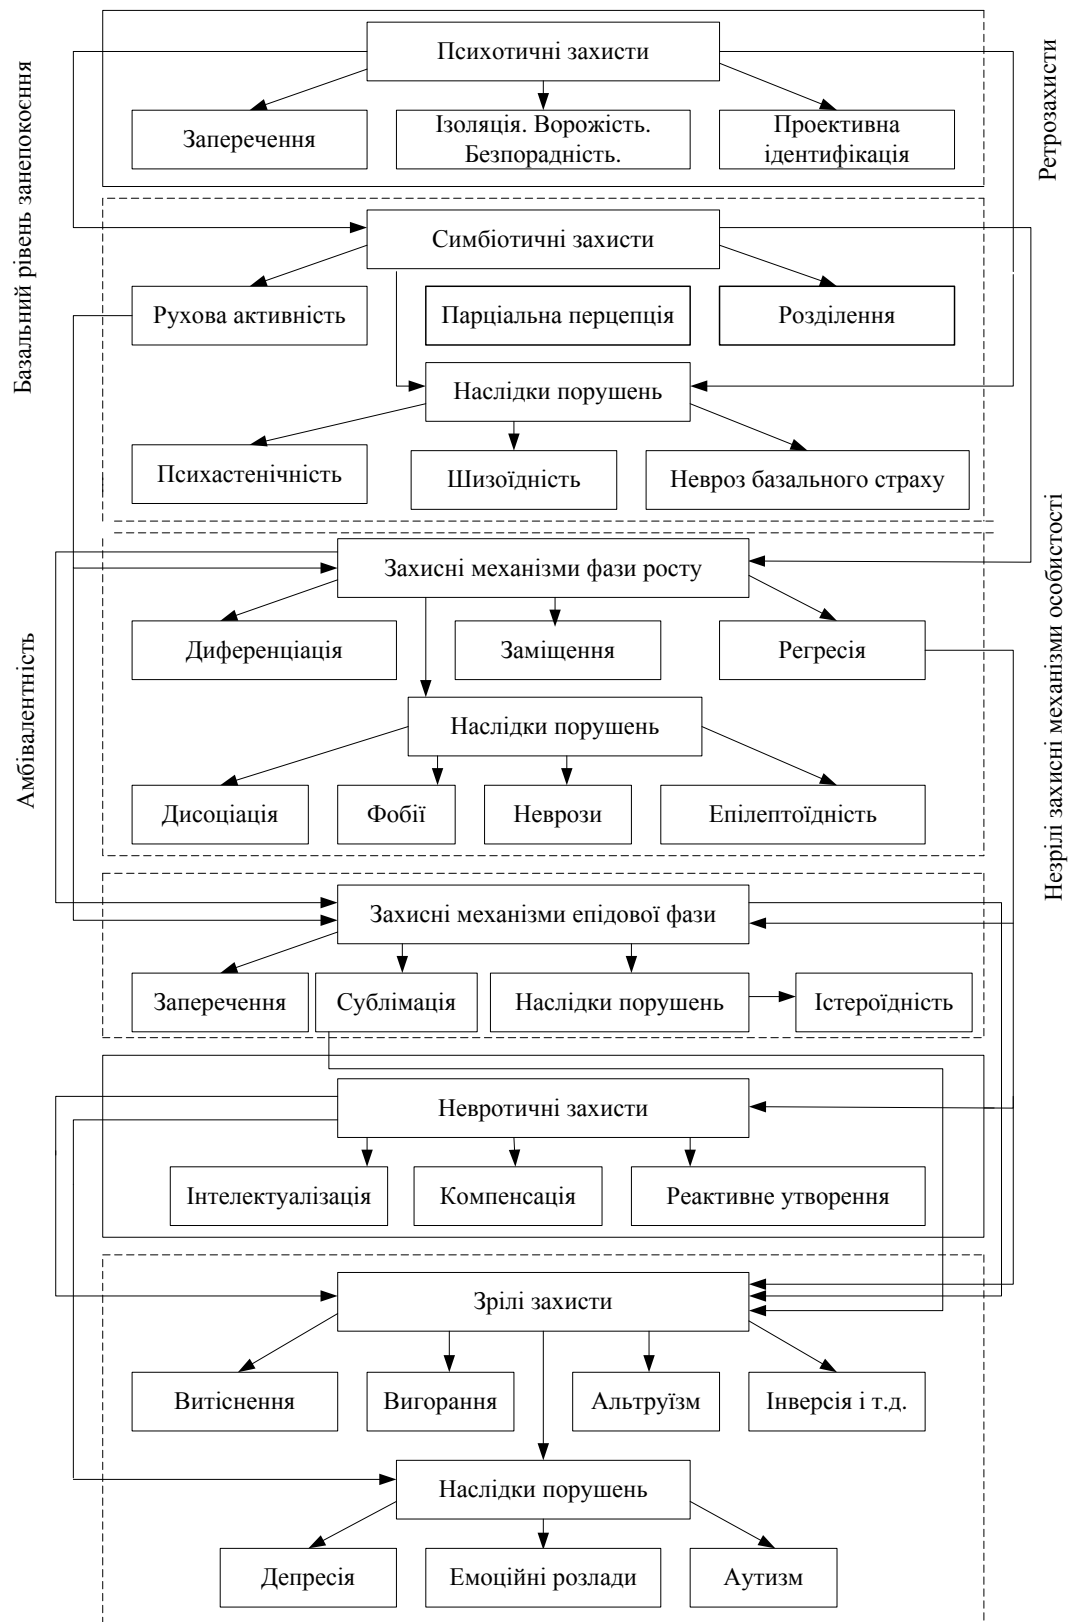 Психотичні захисти
Заперечення
Ізоляція. Ворожість.
Безпорадність.
Проективна
ідентифікація
Базальний рівень занепокоєння
Ретрозахисти
Симбіотичні захисти
Рухова активність
Парціальна перцепція
Розділення
Наслідки порушень
Психастенічність
Шизоїдність
Невроз базального страху
Захисні механізми фази росту
Диференціація
Заміщення
Регресія
Амбівалентність
Незрілі захисні механізми особистості
Наслідки порушень
Дисоціація
Фобії
Неврози
Епілептоїдність
Захисні механізми епідової фази
Заперечення
Сублімація
Наслідки порушень
Істероїдність
Невротичні захисти
Інтелектуалізація
Компенсація
Реактивне утворення
Зрілі захисти
Витіснення
Вигорання
Альтруїзм
Інверсія і т.д.
Наслідки порушень
Депресія
Емоційні розлади
Аутизм